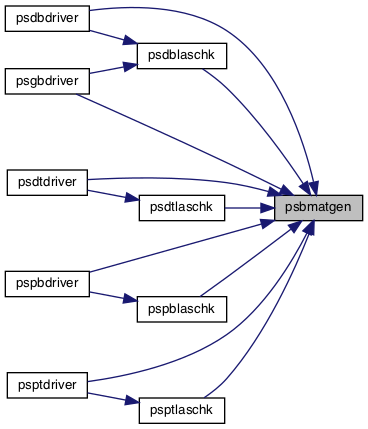 psdbdriver
psdblaschk
psgbdriver
psdtdriver
psdtlaschk
psbmatgen
pspbdriver
pspblaschk
psptdriver
psptlaschk